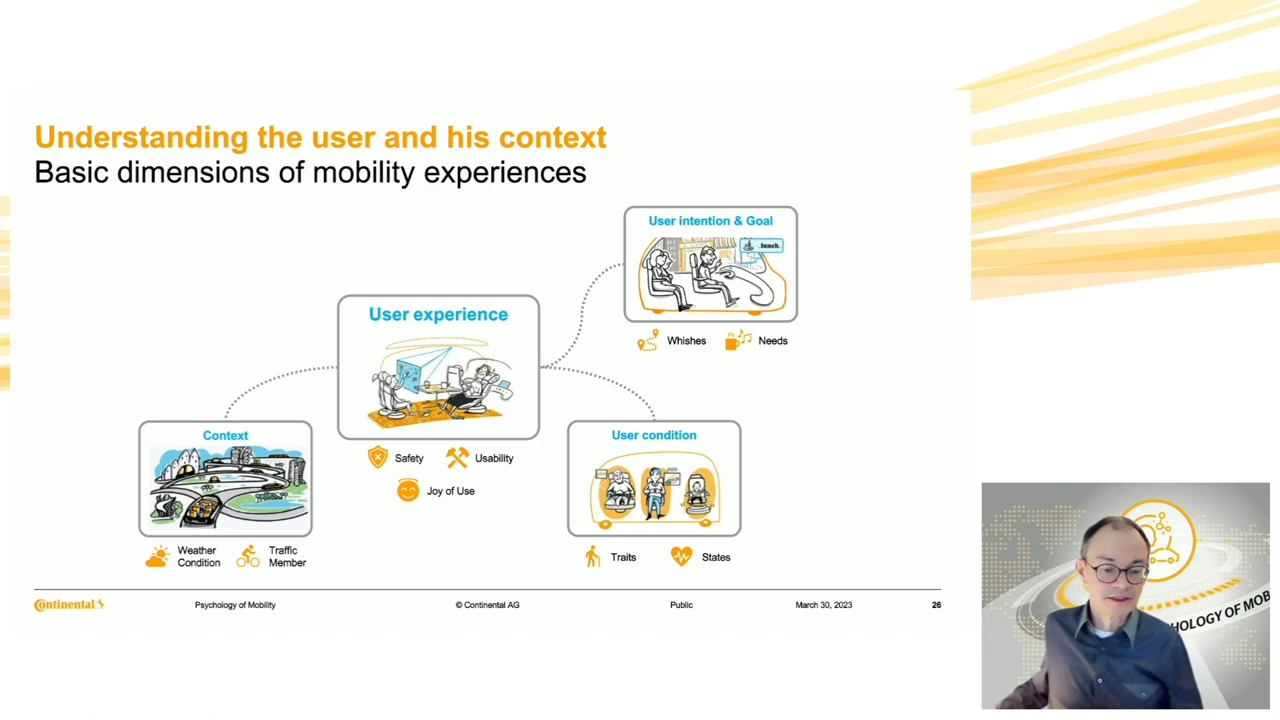 Understanding the user and his context
Basic dimensions of mobility experiences
User intention & Goal
lunch
Whishes
Needs
User experience
Safety
Usability
Joy of Use
Context
Weather
Condition
Traffic
Member
User condition
Traits
States
Continental
Psychology of Mobility
© Continental AG
Public
March 30, 2023
26
HOLOGY OF MOB